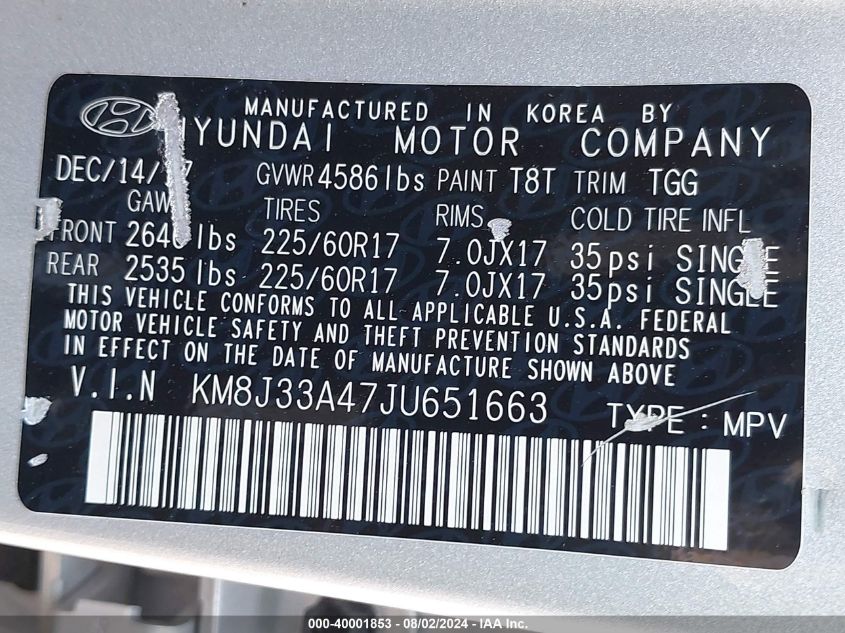 MANUFACTURED IN KOREA BY
HYUNDAI MOTOR COMPANY
GVWR 4586lbs PAINT T8T TRIM TGG
TIRES RIMS COLD TIRE INFL
FRONT lbs 225/60R17 7.0JX17 35psi SINGLE
REAR 2535 lbs 225/60R17 7.0JX17 35psi SINGLE
THIS VEHICLE CONFORMS TO ALL APPLICABLE U.S.A. FEDERAL
MOTOR VEHICLE SAFETY AND THEFT PREVENTION STANDARDS
IN EFFECT ON THE DATE OF MANUFACTURE SHOWN ABOVE
V.I.N KM8J33A47JU651663 TYPE : MPV
000-40001853 - 08/02/2024 - IAA Inc.